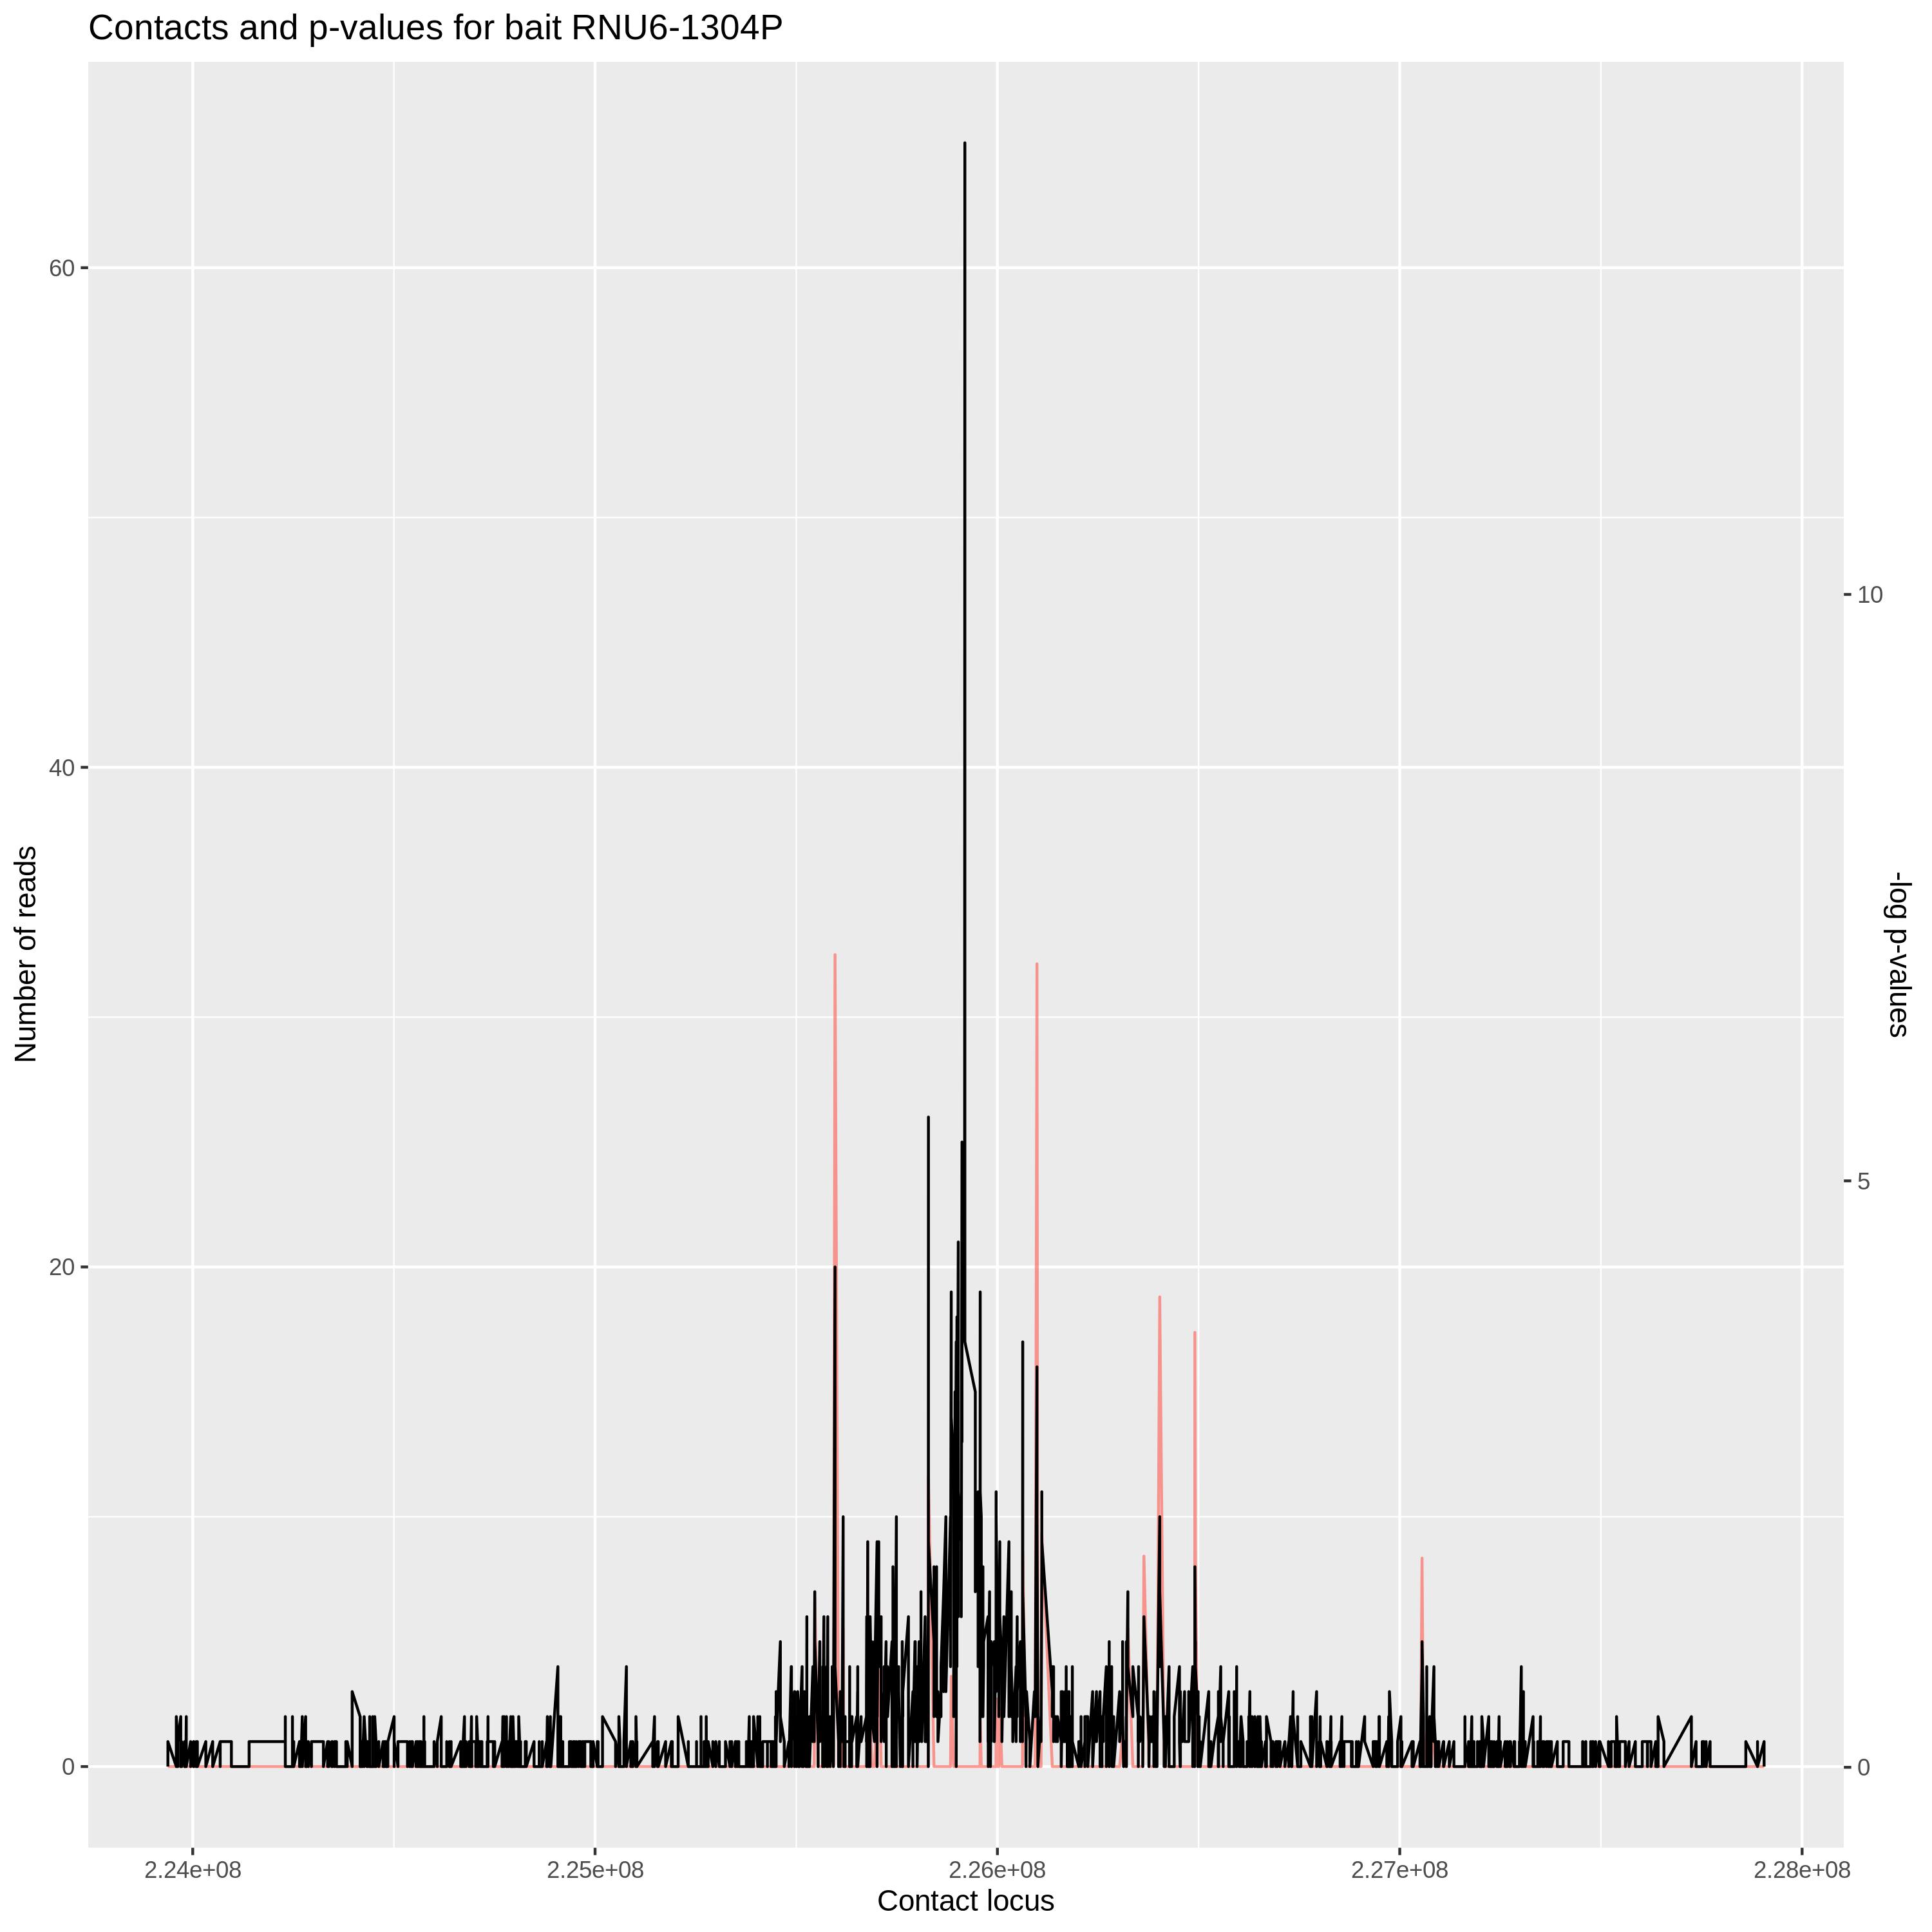 Contacts and p-values for bait RNU6-1304P
60
40
20
0
Number of reads
10
5
0
-log p-values
2.24e+08
2.25e+08
2.26e+08
2.27e+08
2.28e+08
Contact locus